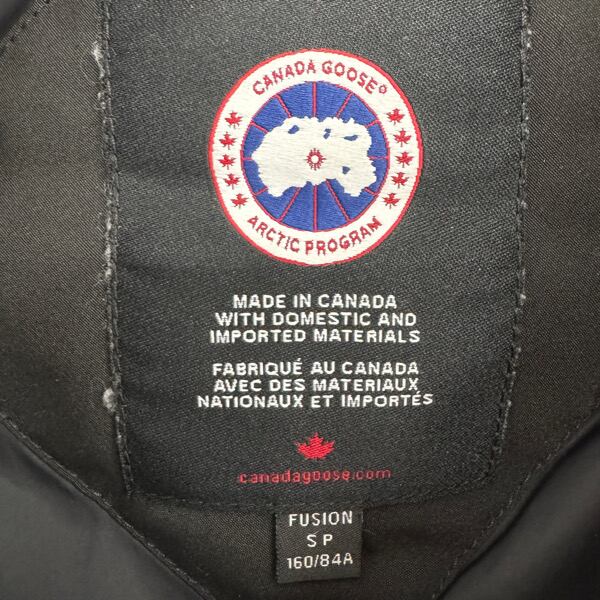 CANADA GOOSE®
ARCTIC PROGRAM
MADE IN CANADA
WITH DOMESTIC AND
IMPORTED MATERIALS
FABRIQUÉ AU CANADA
AVEC DES MATERIAUX
NATIONAUX ET IMPORTÉS
canadagoose.com
FUSION
S P
160/84A